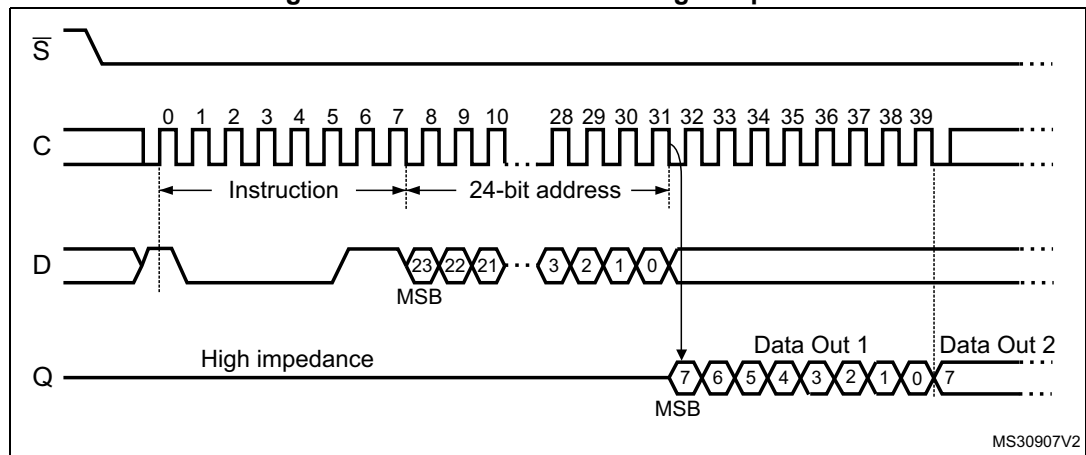 S
0 1 2 3 4 5 6 7 8 9 10 28 29 30 31 32 33 34 35 36 37 38 39
C
Instruction 24-bit address
D 23 22 21 3 2 1 0
MSB
High impedance Data Out 1 Data Out 2
Q 7 6 5 4 3 2 1 0 7
MSB
MS30907V2